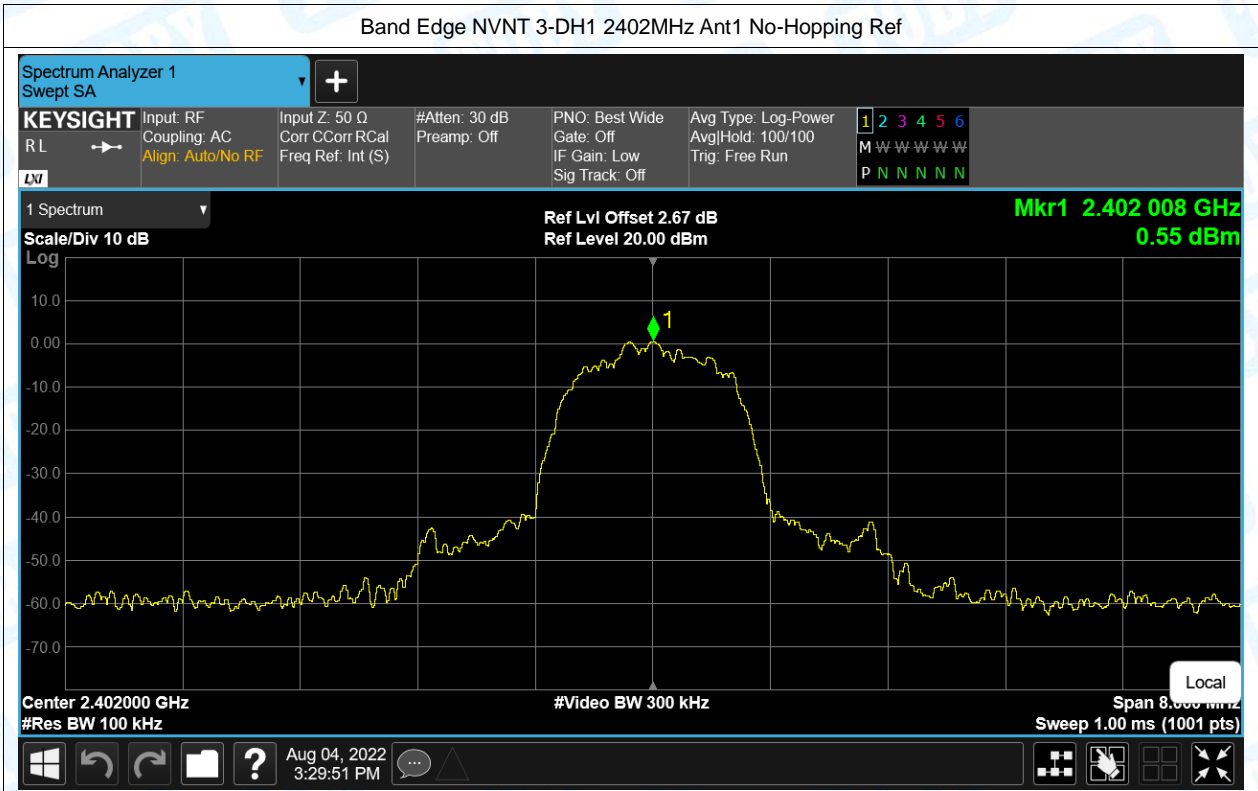 Band Edge NVNT 3-DH1 2402MHz Ant1 No-Hopping Ref
Spectrum Analyzer 1
Swept SA
KEYSIGHT
R L
LXI
Input: RF
Coupling: AC
Align: Auto/No RF
Input Z: 50 Ω
Corr CCorr RCal
Freq Ref: Int (S)
#Atten: 30 dB
Preamp: Off
PNO: Best Wide
Gate: Off
IF Gain: Low
Sig Track: Off
Avg Type: Log-Power
Avg|Hold: 100/100
Trig: Free Run
1 2 3 4 5 6
M W W W W W
P N N N N N
1 Spectrum
Scale/Div 10 dB
Ref Lvl Offset 2.67 dB
Ref Level 20.00 dBm
Mkr1 2.402 008 GHz
0.55 dBm
Log
10.0
0.00
-10.0
-20.0
-30.0
-40.0
-50.0
-60.0
-70.0
1
Local
Center 2.402000 GHz
#Res BW 100 kHz
#Video BW 300 kHz
Span 8.000 MHz
Sweep 1.00 ms (1001 pts)
?
Aug 04, 2022
3:29:51 PM